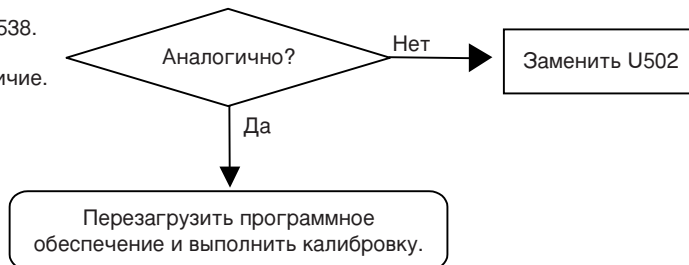 538.
ичие.
Аналогично?
Нет
Заменить U502
Да
Перезагрузить программное
обеспечение и выполнить калибровку.